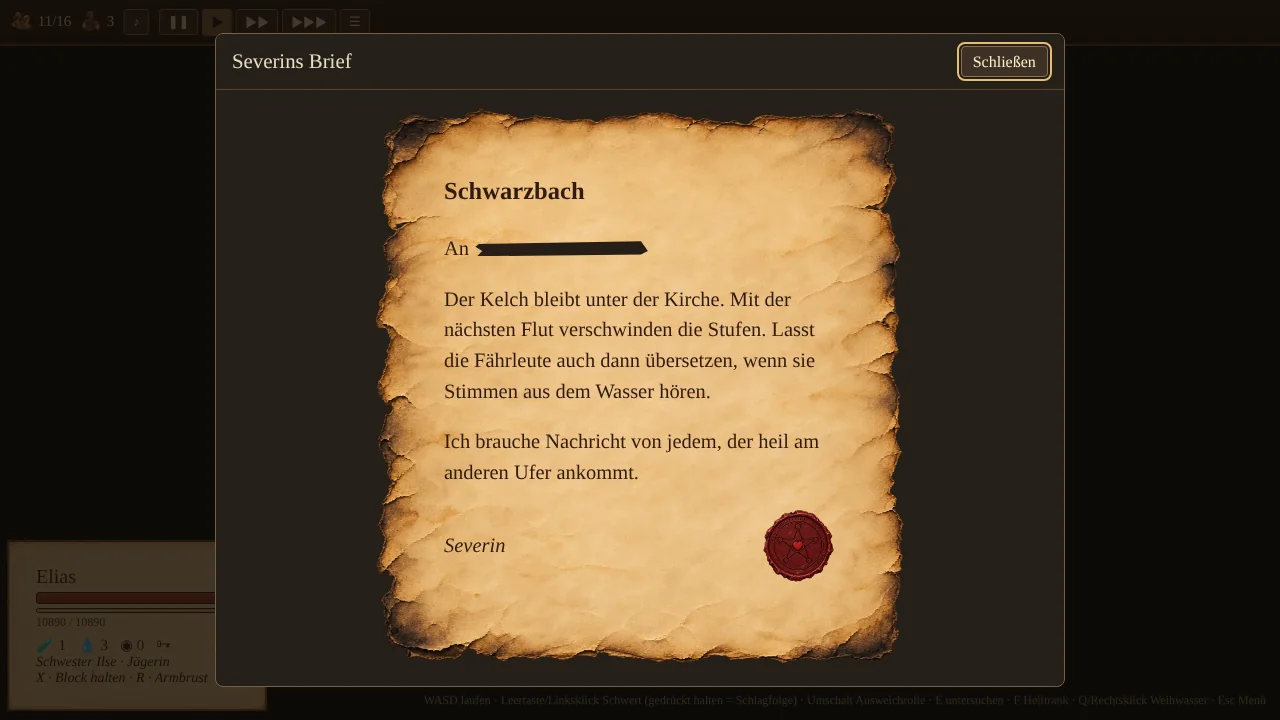 11/16 3
Severins Brief
Schließen
Schwarzbach
An
Der Kelch bleibt unter der Kirche. Mit der
nächsten Flut verschwinden die Stufen. Lasst
die Fährleute auch dann übersetzen, wenn sie
Stimmen aus dem Wasser hören.
Ich brauche Nachricht von jedem, der heil am
anderen Ufer ankommt.
Severin
Elias
10890 / 10890
1 3 0
Schwester Ilse · Jägerin
X · Block halten · R · Armbrust
WASD laufen · Leertaste/Linksklick Schwert (gedrückt halten = Schlagfolge) · Umschalt Ausweichrolle · E untersuchen · F Heiltrank · Q/Rechtsklick Weihwasser · Esc Menü